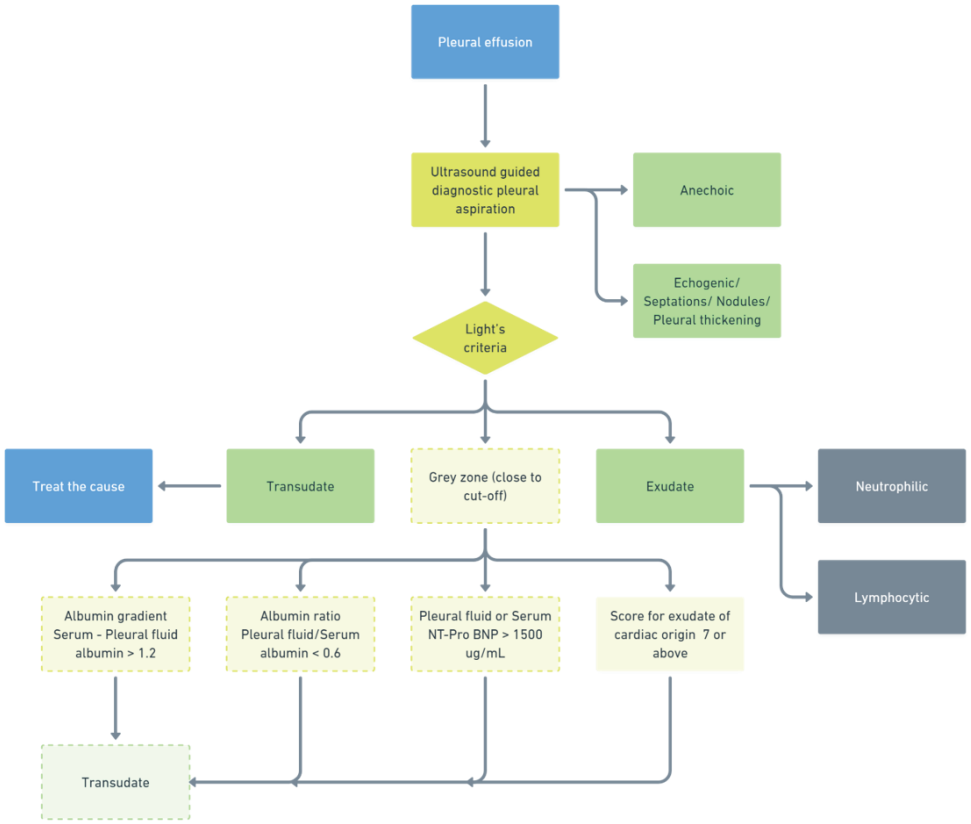 Pleural effusion
Ultrasound guided
diagnostic pleural
aspiration
Anechoic
Echogenic/
Septations/ Nodules/
Pleural thickening
Light's
criteria
Treat the cause
Transudate
Grey zone (close to
cut-off)
Exudate
Neutrophilic
Lymphocytic
Albumin gradient
Serum - Pleural fluid
albumin > 1.2
Albumin ratio
Pleural fluid/Serum
albumin < 0.6
Pleural fluid or Serum
NT-Pro BNP > 1500
ug/mL
Score for exudate of
cardiac origin 7 or
above
Transudate